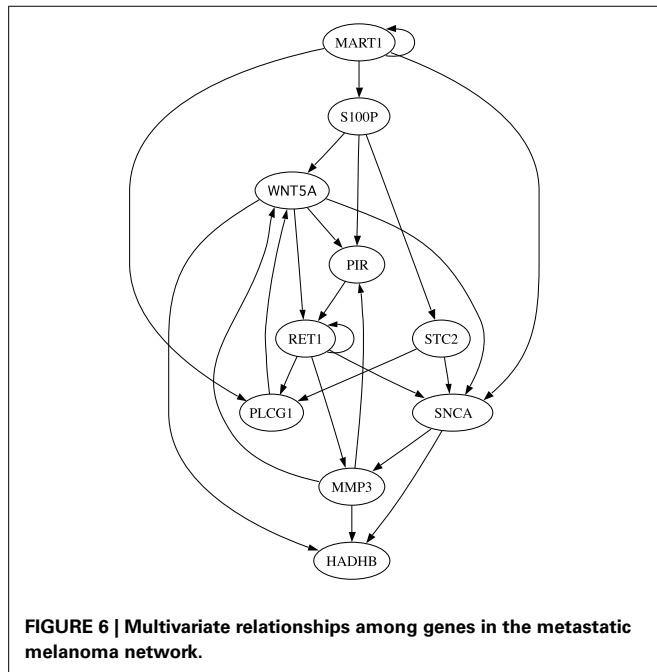 MART1
S100P
WNT5A
PIR
RET1
STC2
PLCG1
SNCA
MMP3
HADHB
FIGURE 6 | Multivariate relationships among genes in the metastatic
melanoma network.